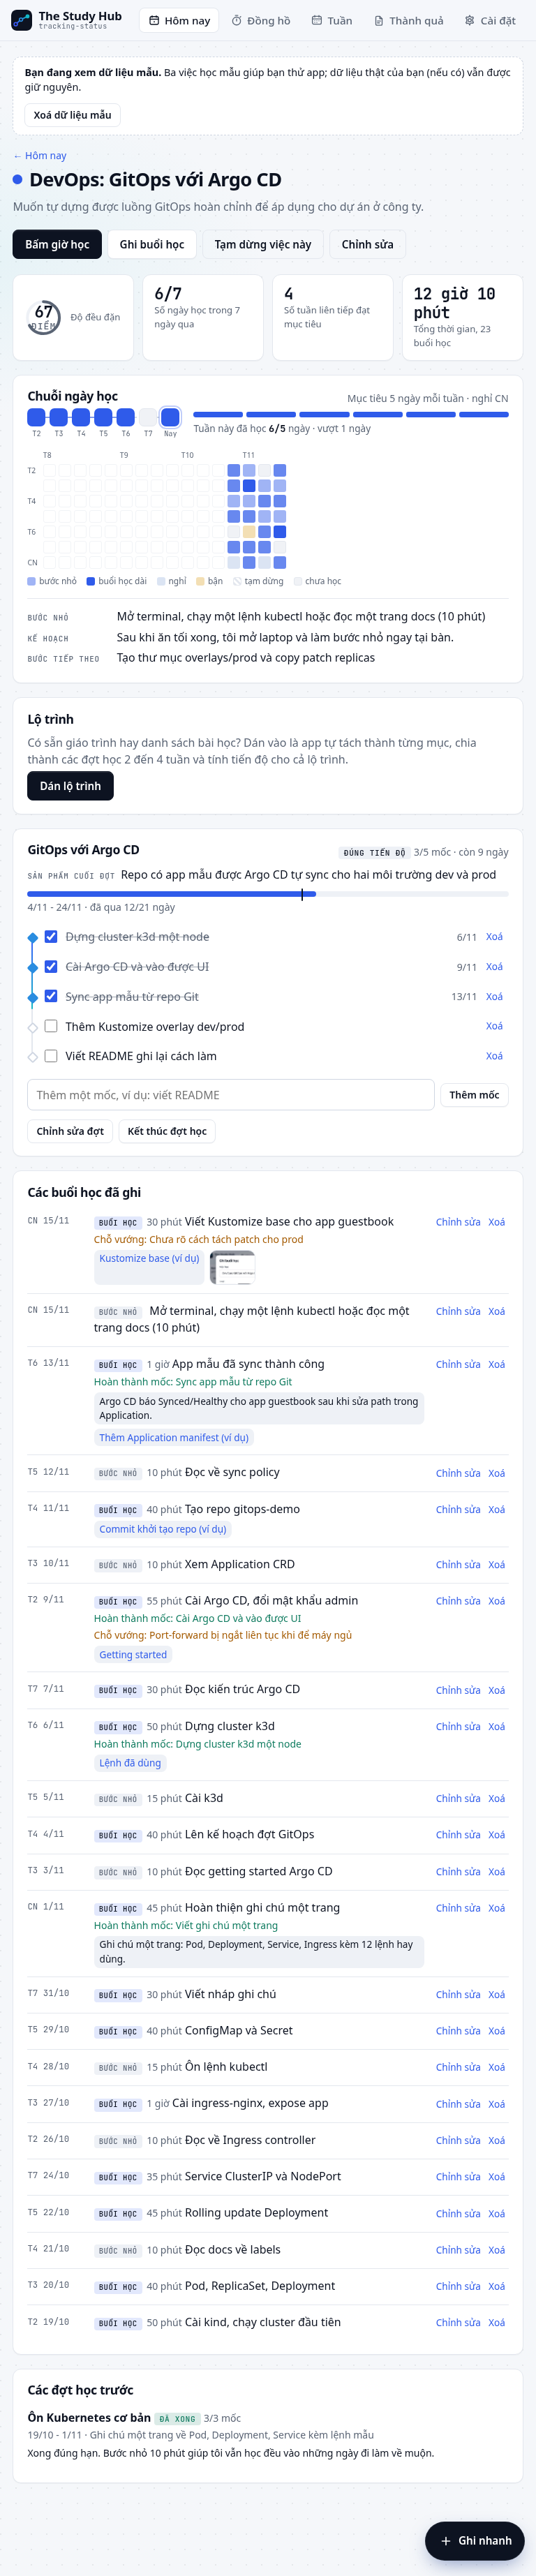 The Study Hub
tracking-status
Hôm nay
Đồng hồ
Tuần
Thành quả
Cài đặt
Bạn đang xem dữ liệu mẫu. Ba việc học mẫu giúp bạn thử app; dữ liệu thật của bạn (nếu có) vẫn được
giữ nguyên.
Xoá dữ liệu mẫu
← Hôm nay
DevOps: GitOps với Argo CD
Muốn tự dựng được luồng GitOps hoàn chỉnh để áp dụng cho dự án ở công ty.
Bấm giờ học
Ghi buổi học
Tạm dừng việc này
Chỉnh sửa
67
ĐIỂM
Độ đều đặn
6/7
Số ngày học trong 7
ngày qua
4
Số tuần liên tiếp đạt
mục tiêu
12 giờ 10
phút
Tổng thời gian, 23
buổi học
Chuỗi ngày học
Mục tiêu 5 ngày mỗi tuần · nghỉ CN
T2 T3 T4 T5 T6 T7 Nay
Tuần này đã học 6/5 ngày · vượt 1 ngày
T8 T9 T10 T11
T2
T4
T6
CN
bước nhỏ
buổi học dài
nghỉ
bận
tạm dừng
chưa học
BƯỚC NHỎ Mở terminal, chạy một lệnh kubectl hoặc đọc một trang docs (10 phút)
KẾ HOẠCH Sau khi ăn tối xong, tôi mở laptop và làm bước nhỏ ngay tại bàn.
BƯỚC TIẾP THEO Tạo thư mục overlays/prod và copy patch replicas
Lộ trình
Có sẵn giáo trình hay danh sách bài học? Dán vào là app tự tách thành từng mục, chia
thành các đợt học 2 đến 4 tuần và tính tiến độ cho cả lộ trình.
Dán lộ trình
GitOps với Argo CD
ĐÚNG TIẾN ĐỘ 3/5 mốc · còn 9 ngày
SẢN PHẨM CUỐI ĐỢT Repo có app mẫu được Argo CD tự sync cho hai môi trường dev và prod
4/11 - 24/11 · đã qua 12/21 ngày
Dựng cluster k3d một node 6/11 Xoá
Cài Argo CD và vào được UI 9/11 Xoá
Sync app mẫu từ repo Git 13/11 Xoá
Thêm Kustomize overlay dev/prod Xoá
Viết README ghi lại cách làm Xoá
Thêm một mốc, ví dụ: viết README
Thêm mốc
Chỉnh sửa đợt
Kết thúc đợt học
Các buổi học đã ghi
CN 15/11 BUỔI HỌC 30 phút Viết Kustomize base cho app guestbook Chỉnh sửa Xoá
Chỗ vướng: Chưa rõ cách tách patch cho prod
Kustomize base (ví dụ)
CN 15/11 BƯỚC NHỎ Mở terminal, chạy một lệnh kubectl hoặc đọc một Chỉnh sửa Xoá
trang docs (10 phút)
T6 13/11 BUỔI HỌC 1 giờ App mẫu đã sync thành công Chỉnh sửa Xoá
Hoàn thành mốc: Sync app mẫu từ repo Git
Argo CD báo Synced/Healthy cho app guestbook sau khi sửa path trong
Application.
Thêm Application manifest (ví dụ)
T5 12/11 BƯỚC NHỎ 10 phút Đọc về sync policy Chỉnh sửa Xoá
T4 11/11 BUỔI HỌC 40 phút Tạo repo gitops-demo Chỉnh sửa Xoá
Commit khởi tạo repo (ví dụ)
T3 10/11 BƯỚC NHỎ 10 phút Xem Application CRD Chỉnh sửa Xoá
T2 9/11 BUỔI HỌC 55 phút Cài Argo CD, đổi mật khẩu admin Chỉnh sửa Xoá
Hoàn thành mốc: Cài Argo CD và vào được UI
Chỗ vướng: Port-forward bị ngắt liên tục khi để máy ngủ
Getting started
T7 7/11 BUỔI HỌC 30 phút Đọc kiến trúc Argo CD Chỉnh sửa Xoá
T6 6/11 BUỔI HỌC 50 phút Dựng cluster k3d Chỉnh sửa Xoá
Hoàn thành mốc: Dựng cluster k3d một node
Lệnh đã dùng
T5 5/11 BƯỚC NHỎ 15 phút Cài k3d Chỉnh sửa Xoá
T4 4/11 BUỔI HỌC 40 phút Lên kế hoạch đợt GitOps Chỉnh sửa Xoá
T3 3/11 BƯỚC NHỎ 10 phút Đọc getting started Argo CD Chỉnh sửa Xoá
CN 1/11 BUỔI HỌC 45 phút Hoàn thiện ghi chú một trang Chỉnh sửa Xoá
Hoàn thành mốc: Viết ghi chú một trang
Ghi chú một trang: Pod, Deployment, Service, Ingress kèm 12 lệnh hay
dùng.
T7 31/10 BUỔI HỌC 30 phút Viết nháp ghi chú Chỉnh sửa Xoá
T5 29/10 BUỔI HỌC 40 phút ConfigMap và Secret Chỉnh sửa Xoá
T4 28/10 BƯỚC NHỎ 15 phút Ôn lệnh kubectl Chỉnh sửa Xoá
T3 27/10 BUỔI HỌC 1 giờ Cài ingress-nginx, expose app Chỉnh sửa Xoá
T2 26/10 BƯỚC NHỎ 10 phút Đọc về Ingress controller Chỉnh sửa Xoá
T7 24/10 BUỔI HỌC 35 phút Service ClusterIP và NodePort Chỉnh sửa Xoá
T5 22/10 BUỔI HỌC 45 phút Rolling update Deployment Chỉnh sửa Xoá
T4 21/10 BƯỚC NHỎ 10 phút Đọc docs về labels Chỉnh sửa Xoá
T3 20/10 BUỔI HỌC 40 phút Pod, ReplicaSet, Deployment Chỉnh sửa Xoá
T2 19/10 BUỔI HỌC 50 phút Cài kind, chạy cluster đầu tiên Chỉnh sửa Xoá
Các đợt học trước
Ôn Kubernetes cơ bản ĐÃ XONG 3/3 mốc
19/10 - 1/11 · Ghi chú một trang về Pod, Deployment, Service kèm lệnh mẫu
Xong đúng hạn. Bước nhỏ 10 phút giúp tôi vẫn học đều vào những ngày đi làm về muộn.
Ghi nhanh